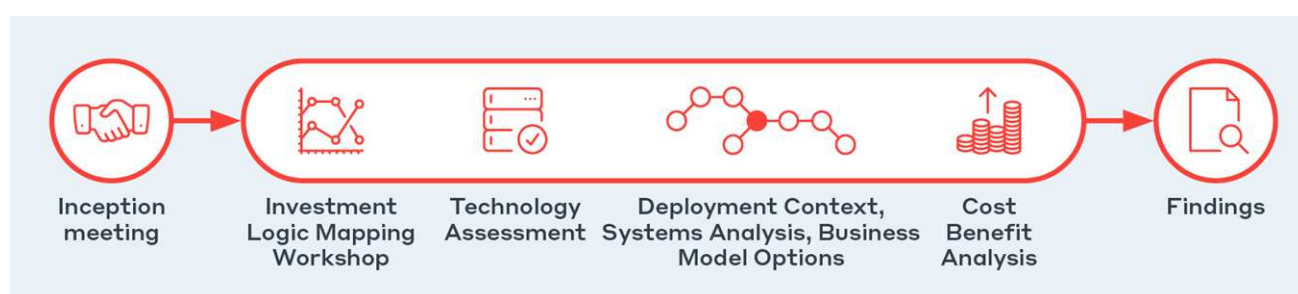 Inception
meeting
Investment
Logic Mapping
Workshop
Technology
Assessment
Deployment Context,
Systems Analysis, Business
Model Options
Cost
Benefit
Analysis
Findings